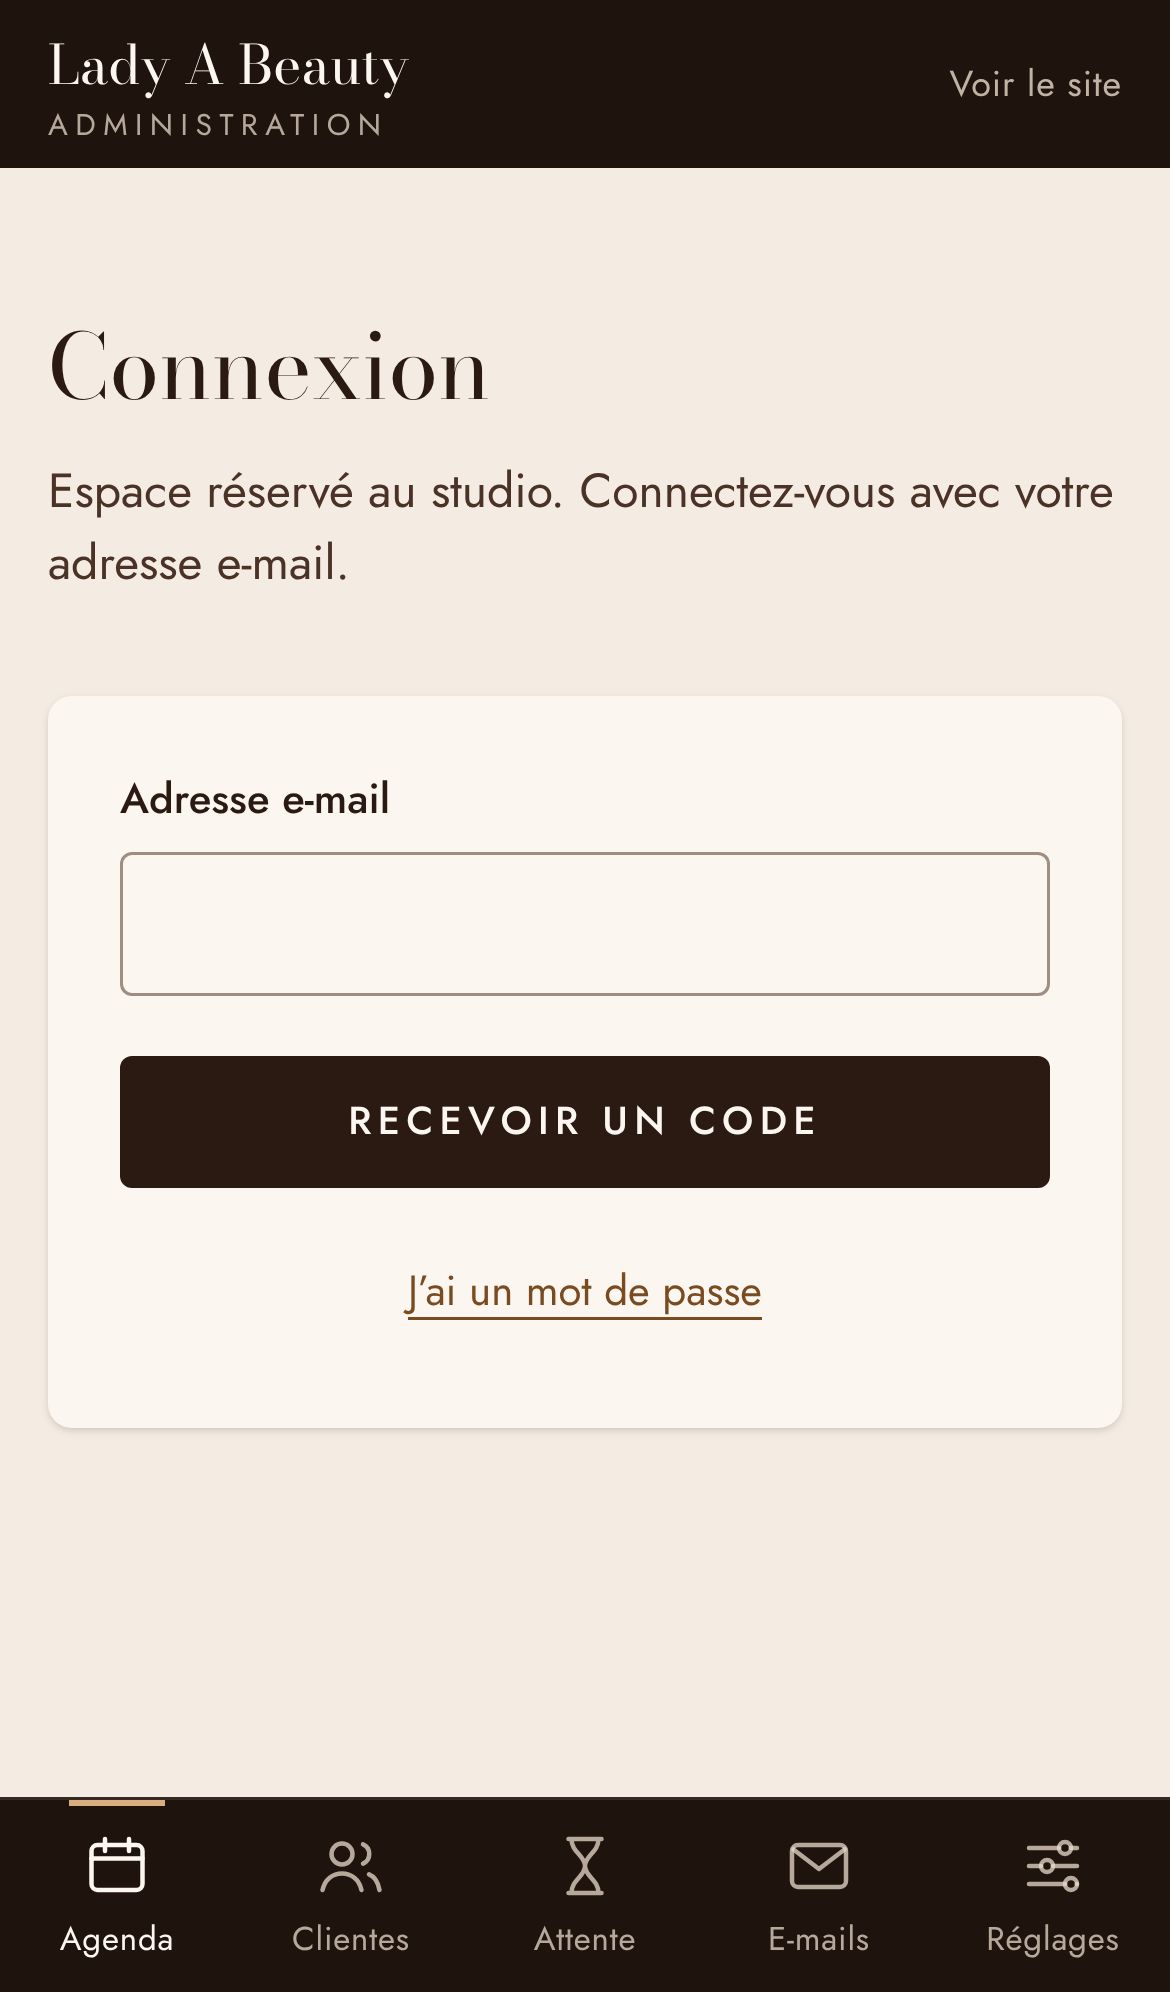 Lady A Beauty
ADMINISTRATION
Voir le site
Connexion
Espace réservé au studio. Connectez-vous avec votre
adresse e-mail.
Adresse e-mail
RECEVOIR UN CODE
J’ai un mot de passe
Agenda
Clientes
Attente
E-mails
Réglages